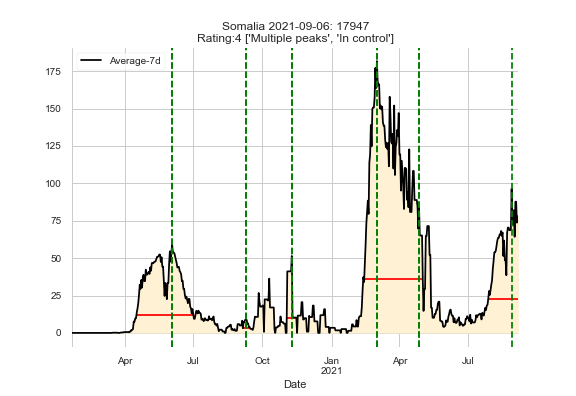 Somalia 2021-09-06: 17947
Rating:4 ['Multiple peaks', 'In control']
Average-7d
175
150
125
100
75
50
25
0
Apr Jul Oct Jan Apr Jul
2021
Date